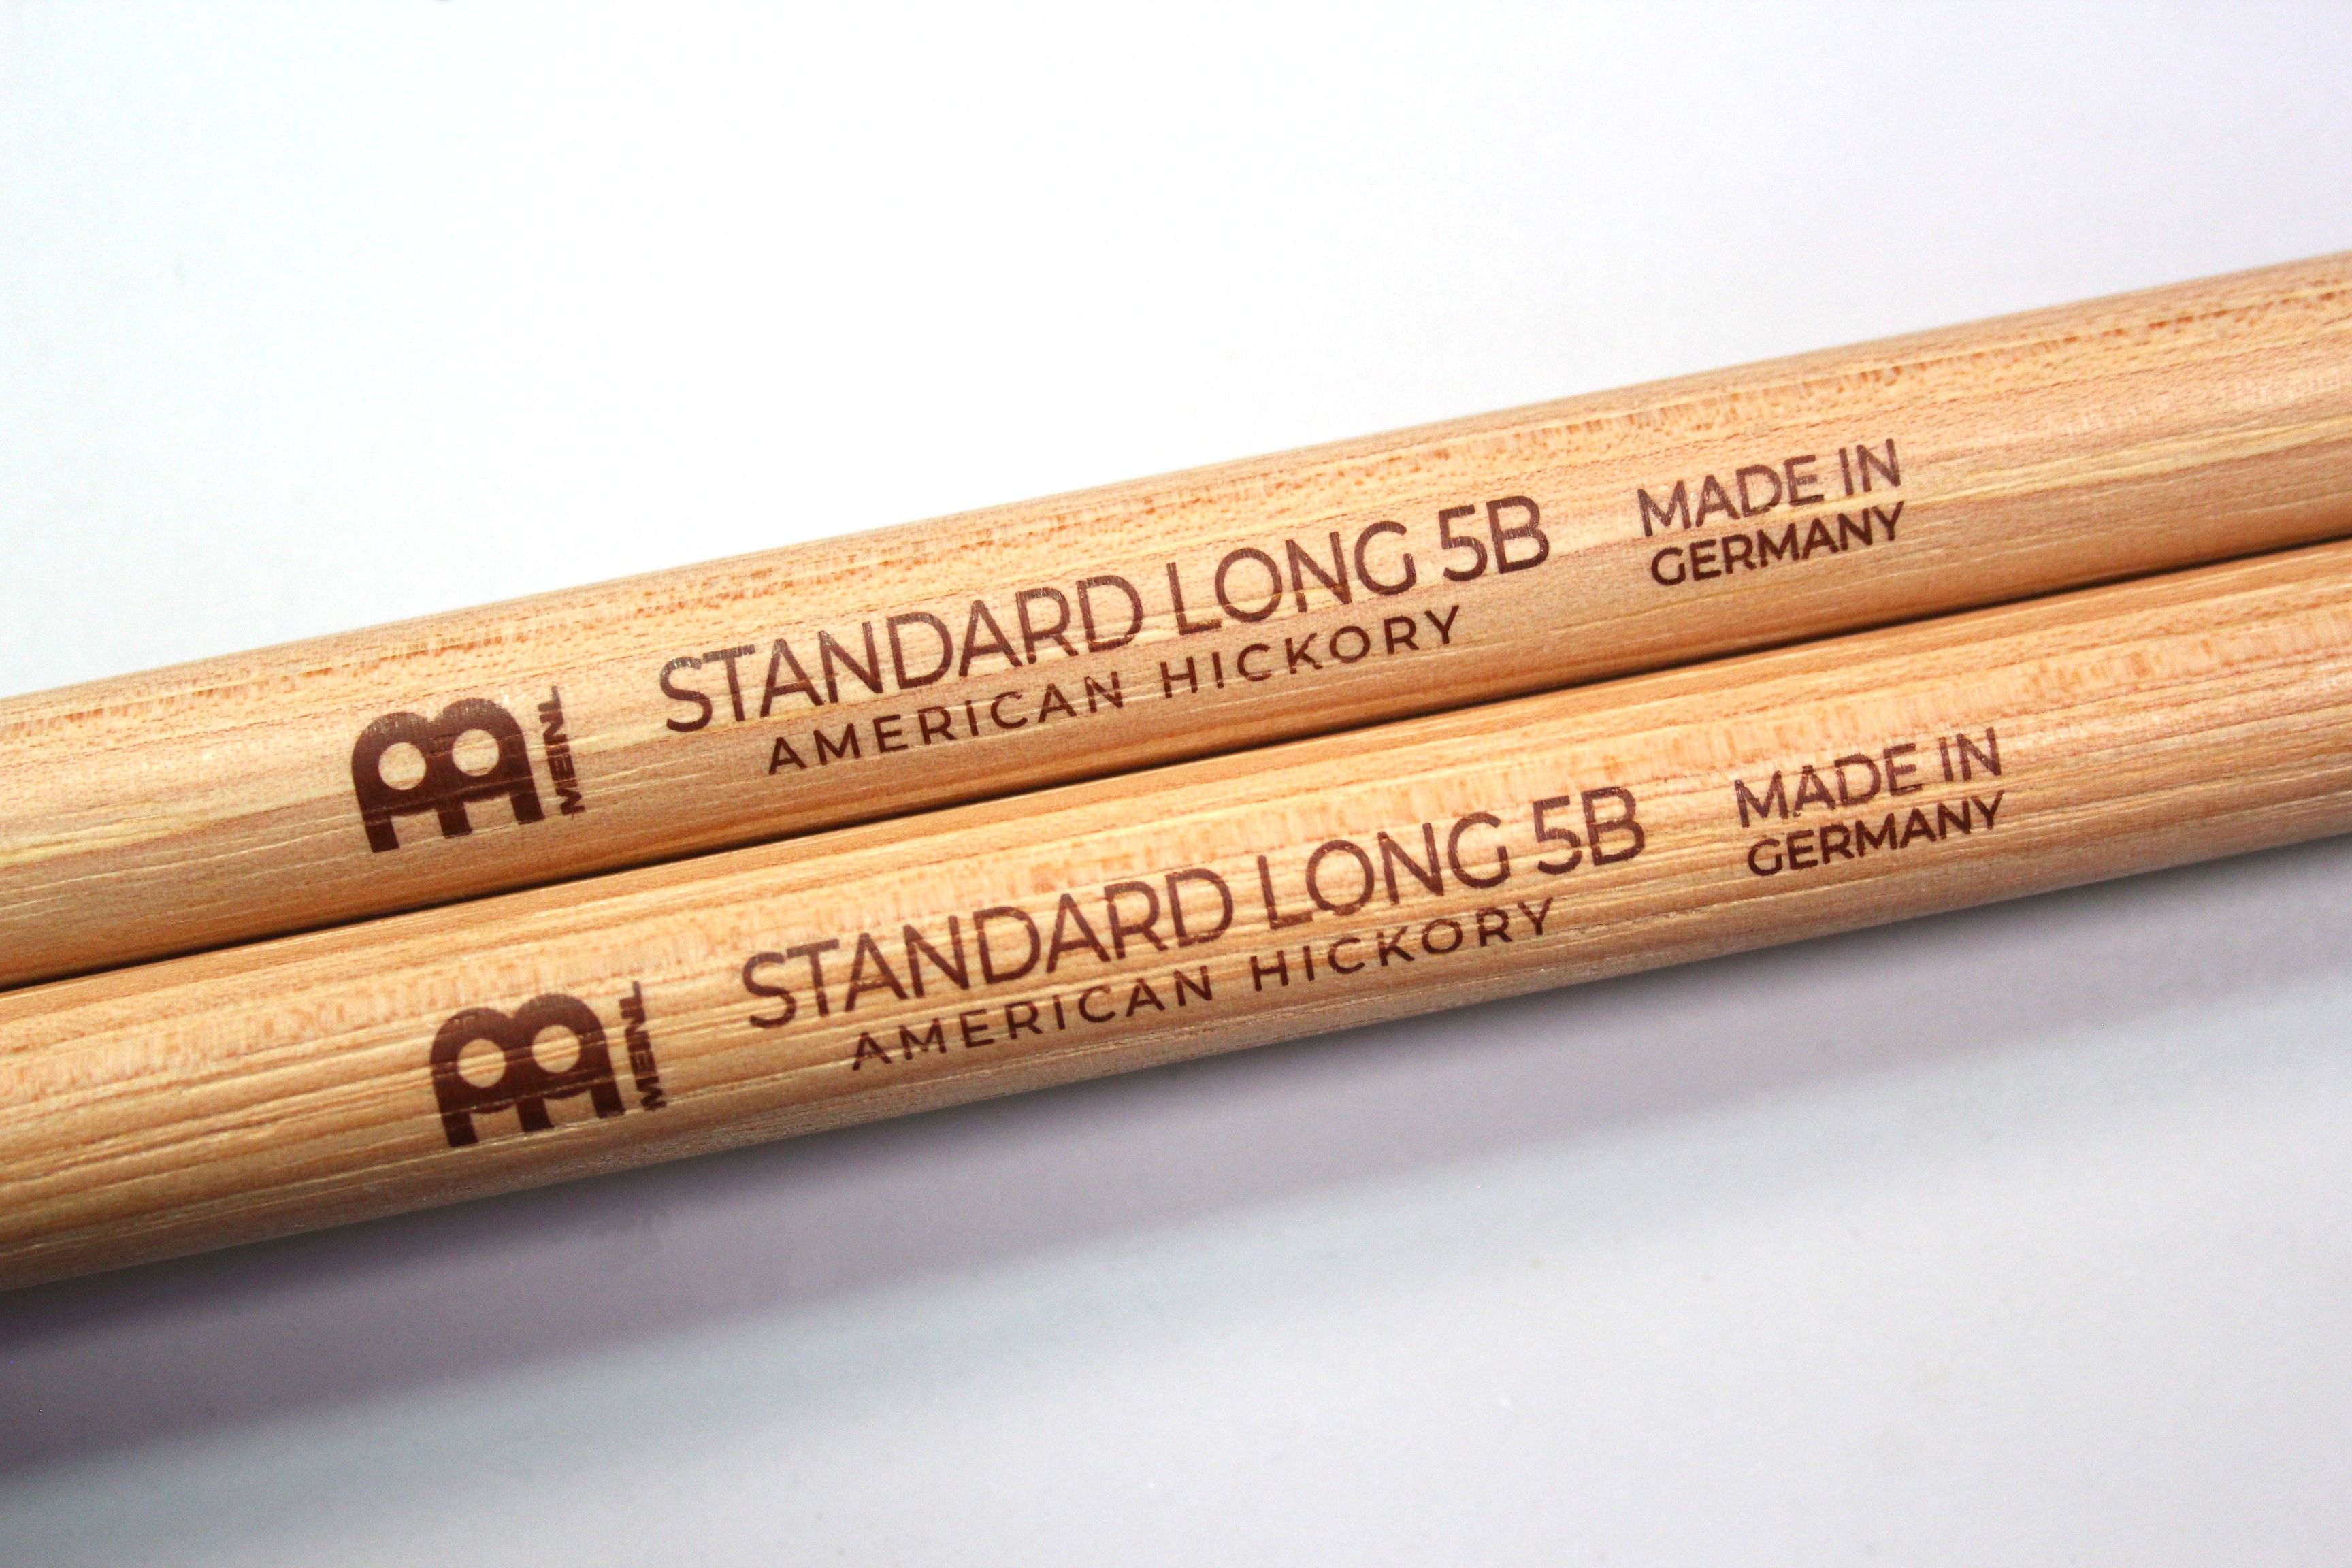 MEINL
STANDARD LONG 5B
AMERICAN HICKORY
MADE IN
GERMANY
MEINL
STANDARD LONG 5B
AMERICAN HICKORY
MADE IN
GERMANY